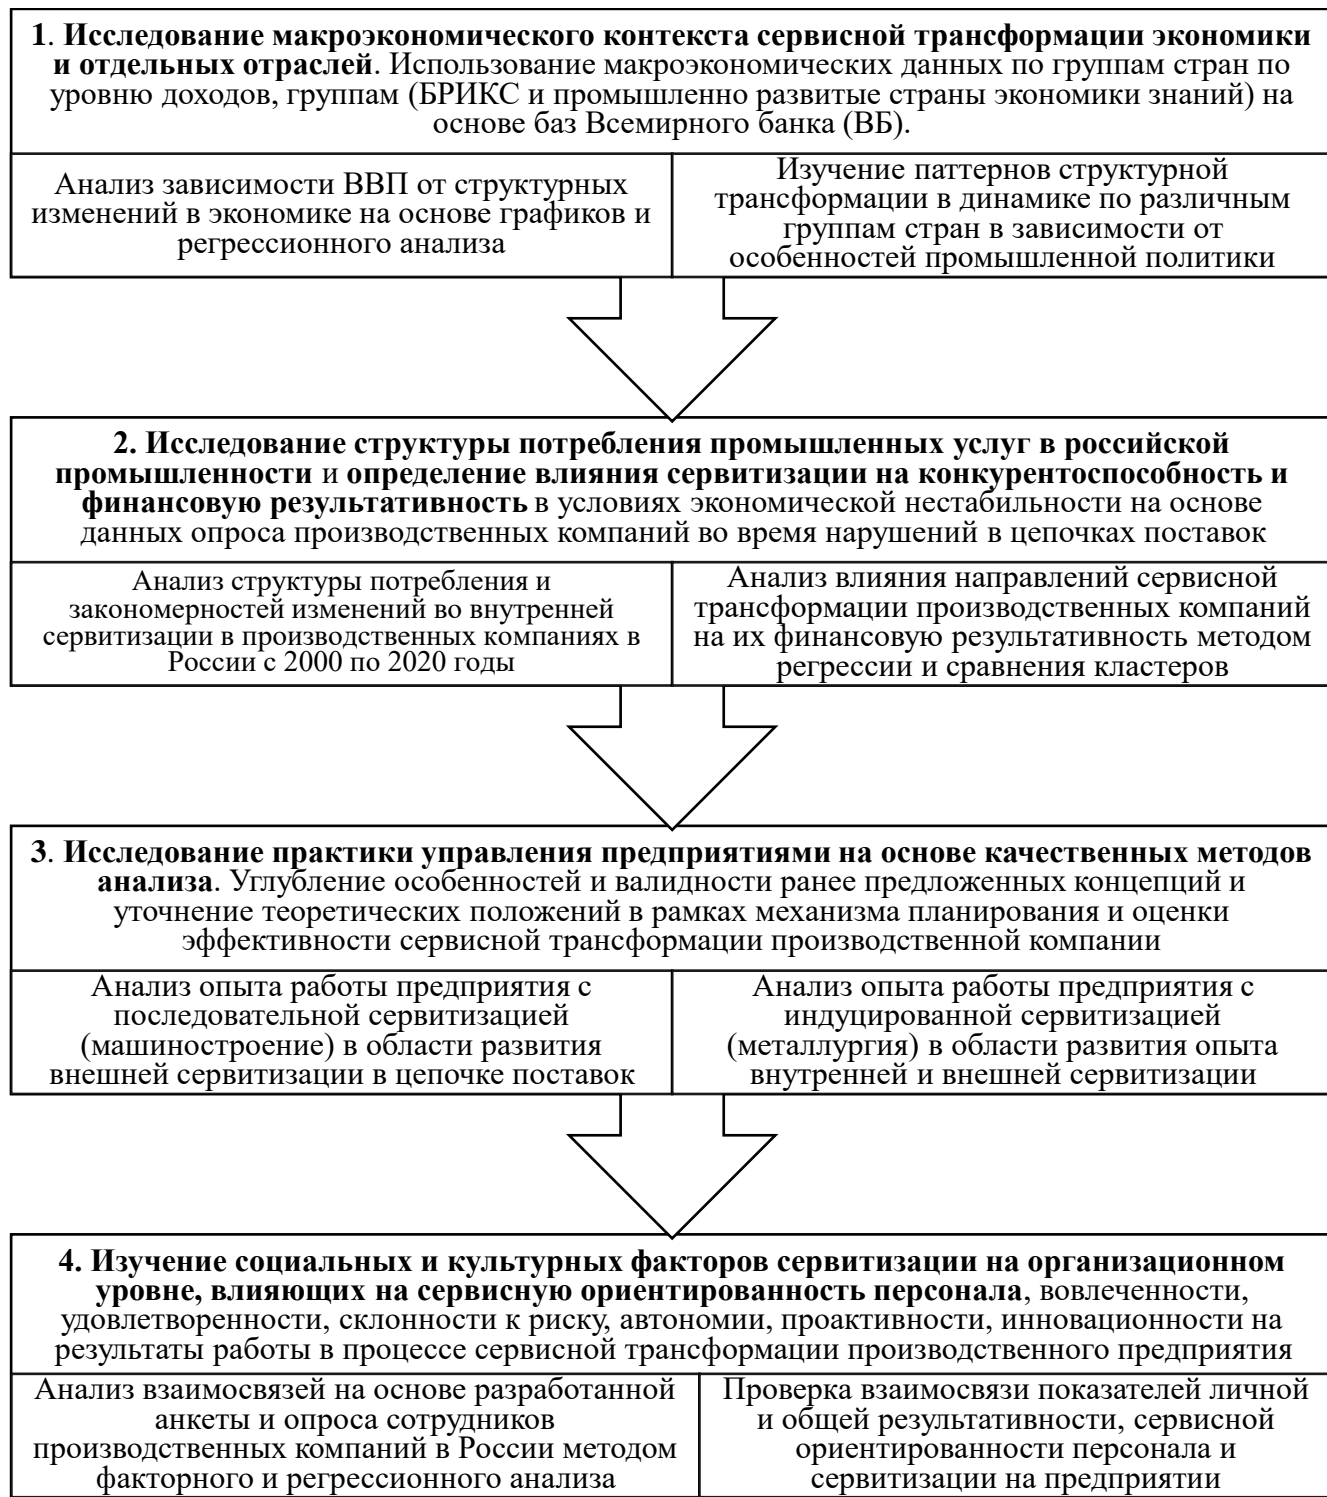 1. Исследование макроэкономического контекста сервисной трансформации экономики
и отдельных отраслей. Использование макроэкономических данных по группам стран по
уровню доходов, группам (БРИКС и промышленно развитые страны экономики знаний) на
основе баз Всемирного банка (ВБ).
Анализ зависимости ВВП от структурных
изменений в экономике на основе графиков и
регрессионного анализа
Изучение паттернов структурной
трансформации в динамике по различным
группам стран в зависимости от
особенностей промышленной политики
2. Исследование структуры потребления промышленных услуг в российской
промышленности и определение влияния сервитизации на конкурентоспособность и
финансовую результативность в условиях экономической нестабильности на основе
данных опроса производственных компаний во время нарушений в цепочках поставок
Анализ структуры потребления и
закономерностей изменений во внутренней
сервитизации в производственных компаниях в
России с 2000 по 2020 годы
Анализ влияния направлений сервисной
трансформации производственных компаний
на их финансовую результативность методом
регрессии и сравнения кластеров
3. Исследование практики управления предприятиями на основе качественных методов
анализа. Углубление особенностей и валидности ранее предложенных концепций и
уточнение теоретических положений в рамках механизма планирования и оценки
эффективности сервисной трансформации производственной компании
Анализ опыта работы предприятия с
последовательной сервитизацией
(машиностроение) в области развития
внешней сервитизации в цепочке поставок
Анализ опыта работы предприятия с
индуцированной сервитизацией
(металлургия) в области развития опыта
внутренней и внешней сервитизации
4. Изучение социальных и культурных факторов сервитизации на организационном
уровне, влияющих на сервисную ориентированность персонала, вовлеченности,
удовлетворенности, склонности к риску, автономии, проактивности, инновационности на
результаты работы в процессе сервисной трансформации производственного предприятия
Анализ взаимосвязей на основе разработанной
анкеты и опроса сотрудников
производственных компаний в России методом
факторного и регрессионного анализа
Проверка взаимосвязи показателей личной
и общей результативности, сервисной
ориентированности персонала и
сервитизации на предприятии